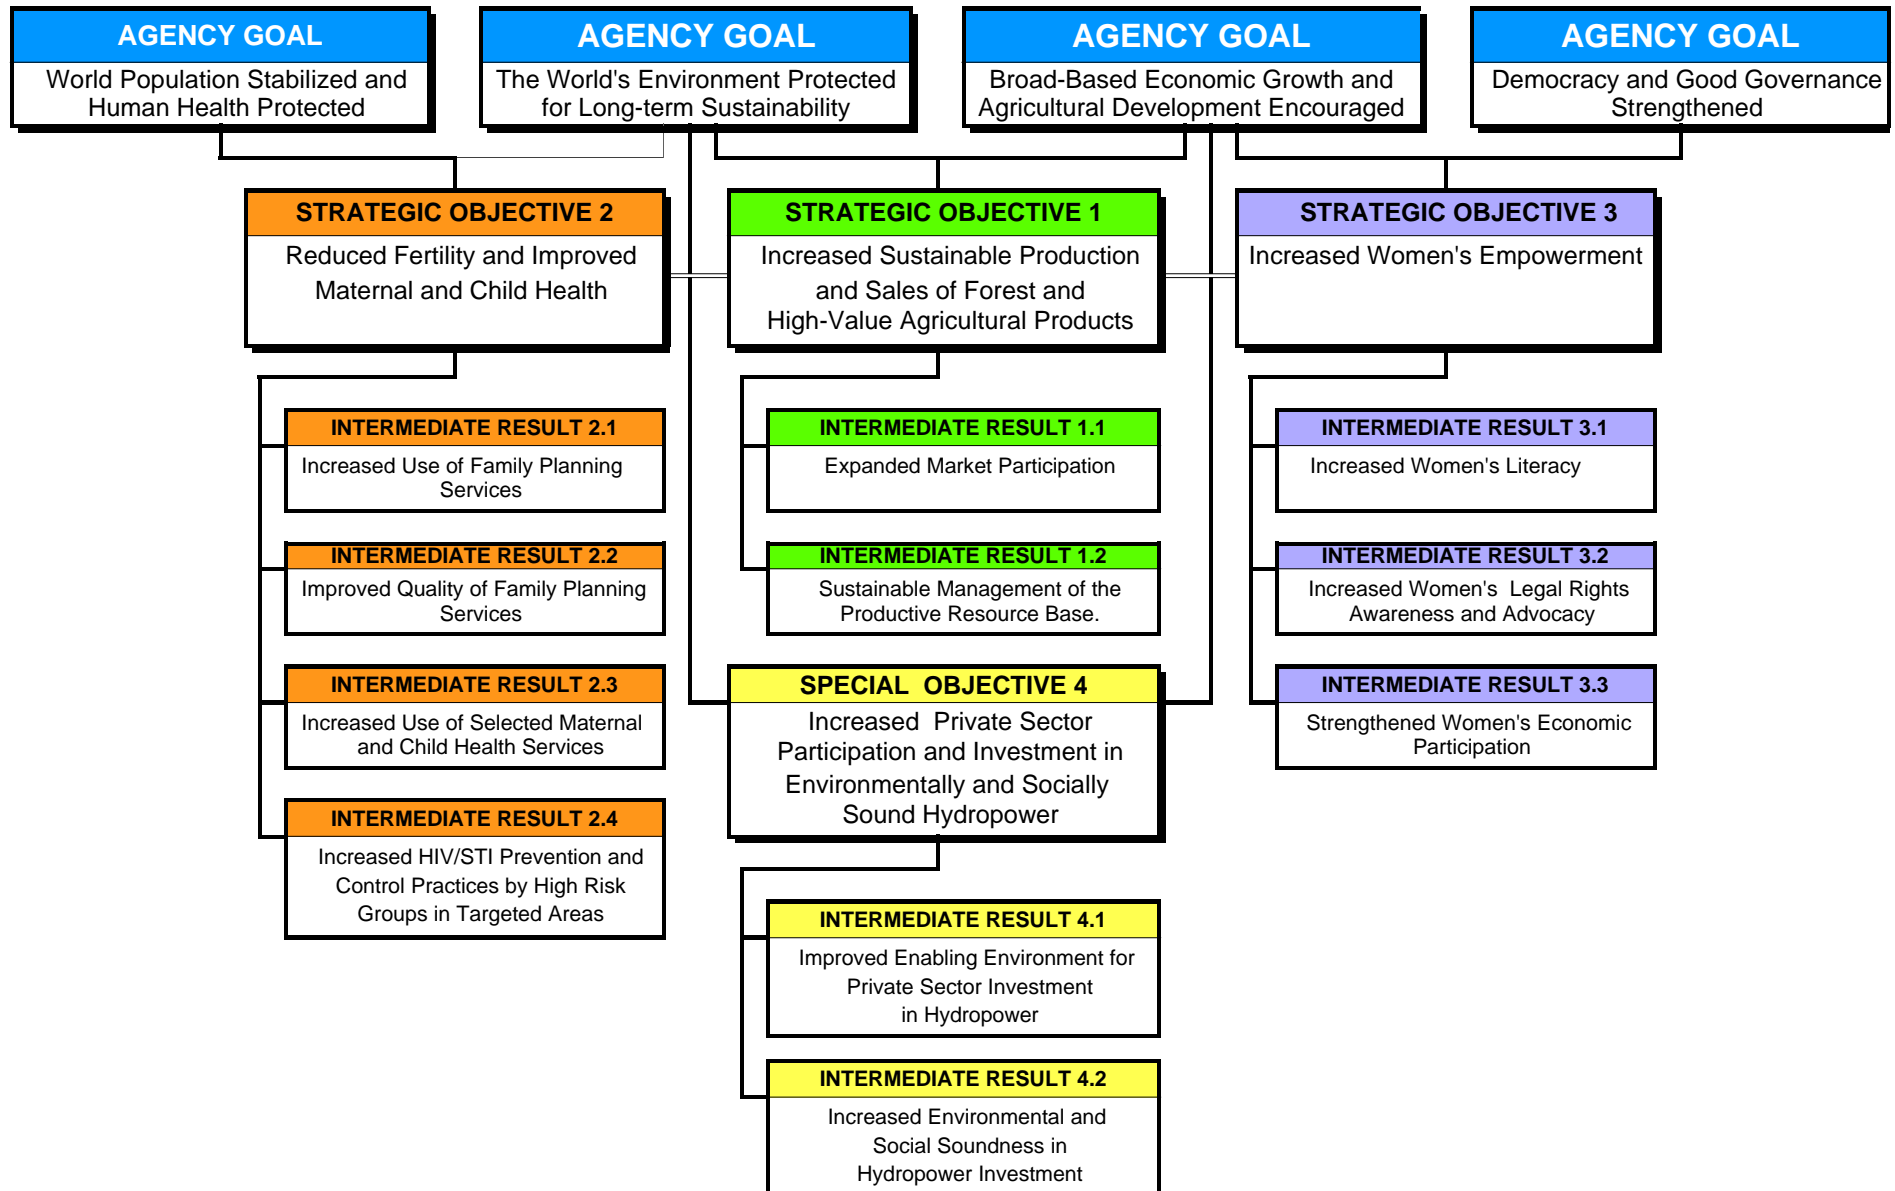 AGENCY GOAL
World Population Stabilized and
Human Health Protected
AGENCY GOAL
The World's Environment Protected
for Long-term Sustainability
AGENCY GOAL
Broad-Based Economic Growth and
Agricultural Development Encouraged
AGENCY GOAL
Democracy and Good Governance
Strengthened
STRATEGIC OBJECTIVE 2
Reduced Fertility and Improved
Maternal and Child Health
STRATEGIC OBJECTIVE 1
Increased Sustainable Production
and Sales of Forest and
High-Value Agricultural Products
STRATEGIC OBJECTIVE 3
Increased Women's Empowerment
INTERMEDIATE RESULT 2.1
Increased Use of Family Planning
Services
INTERMEDIATE RESULT 2.2
Improved Quality of Family Planning
Services
INTERMEDIATE RESULT 2.3
Increased Use of Selected Maternal
and Child Health Services
INTERMEDIATE RESULT 2.4
Increased HIV/STI Prevention and
Control Practices by High Risk
Groups in Targeted Areas
INTERMEDIATE RESULT 1.1
Expanded Market Participation
INTERMEDIATE RESULT 1.2
Sustainable Management of the
Productive Resource Base.
SPECIAL OBJECTIVE 4
Increased Private Sector
Participation and Investment in
Environmentally and Socially
Sound Hydropower
INTERMEDIATE RESULT 4.1
Improved Enabling Environment for
Private Sector Investment
in Hydropower
INTERMEDIATE RESULT 4.2
Increased Environmental and
Social Soundness in
Hydropower Investment
INTERMEDIATE RESULT 3.1
Increased Women's Literacy
INTERMEDIATE RESULT 3.2
Increased Women's Legal Rights
Awareness and Advocacy
INTERMEDIATE RESULT 3.3
Strengthened Women's Economic
Participation